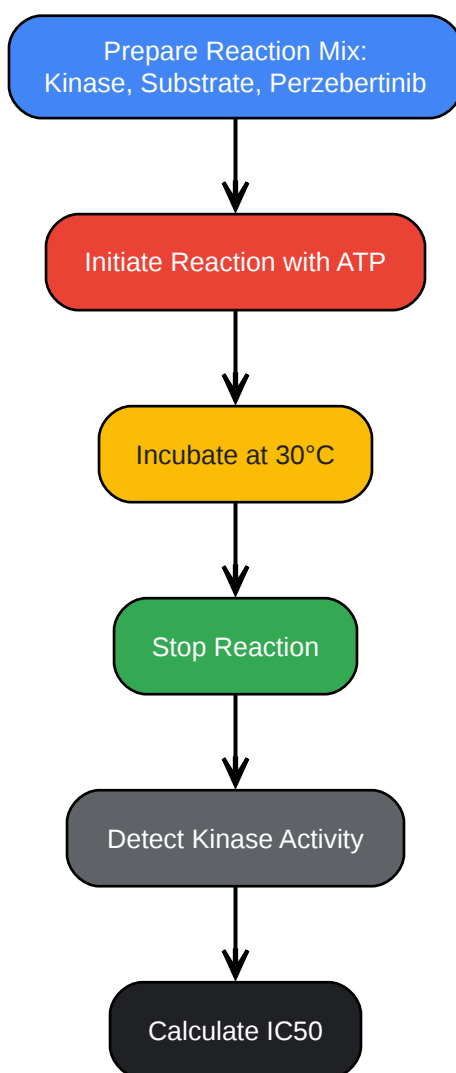 Prepare Reaction Mix:
Kinase, Substrate, Perzebertinib
Initiate Reaction with ATP
Incubate at 30°C
Stop Reaction
Detect Kinase Activity
Calculate IC50